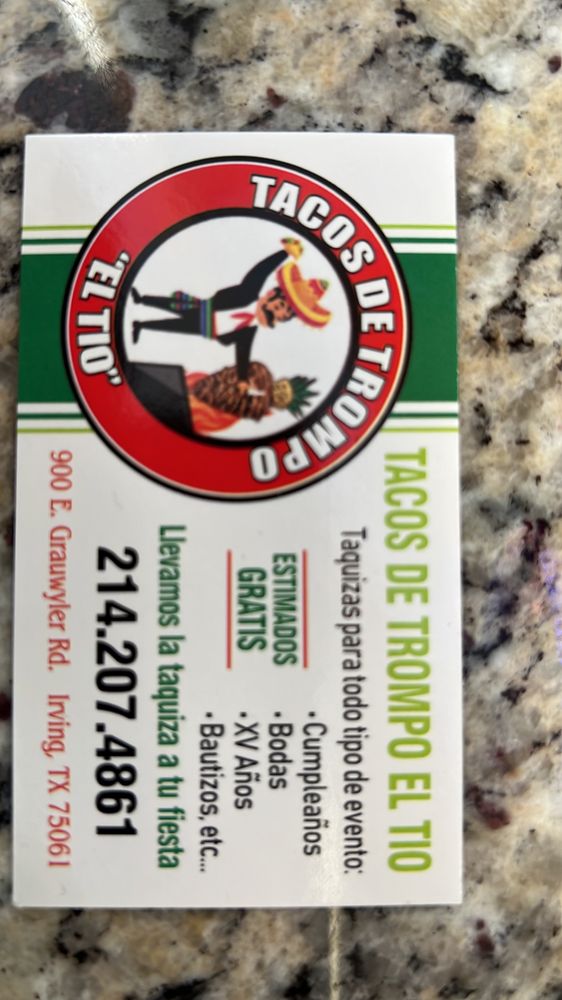 TACOS DE TROMPO
"EL TIO"
TACOS DE TROMPO EL TIO
Taquizas para todo tipo de evento:
ESTIMADOS
GRATIS
• Cumpleaños
• Bodas
• XV Años
• Bautizos, etc...
Llevamos la taquiza a tu fiesta
214.207.4861
900 E. Grauwyler Rd. Irving, TX 75061